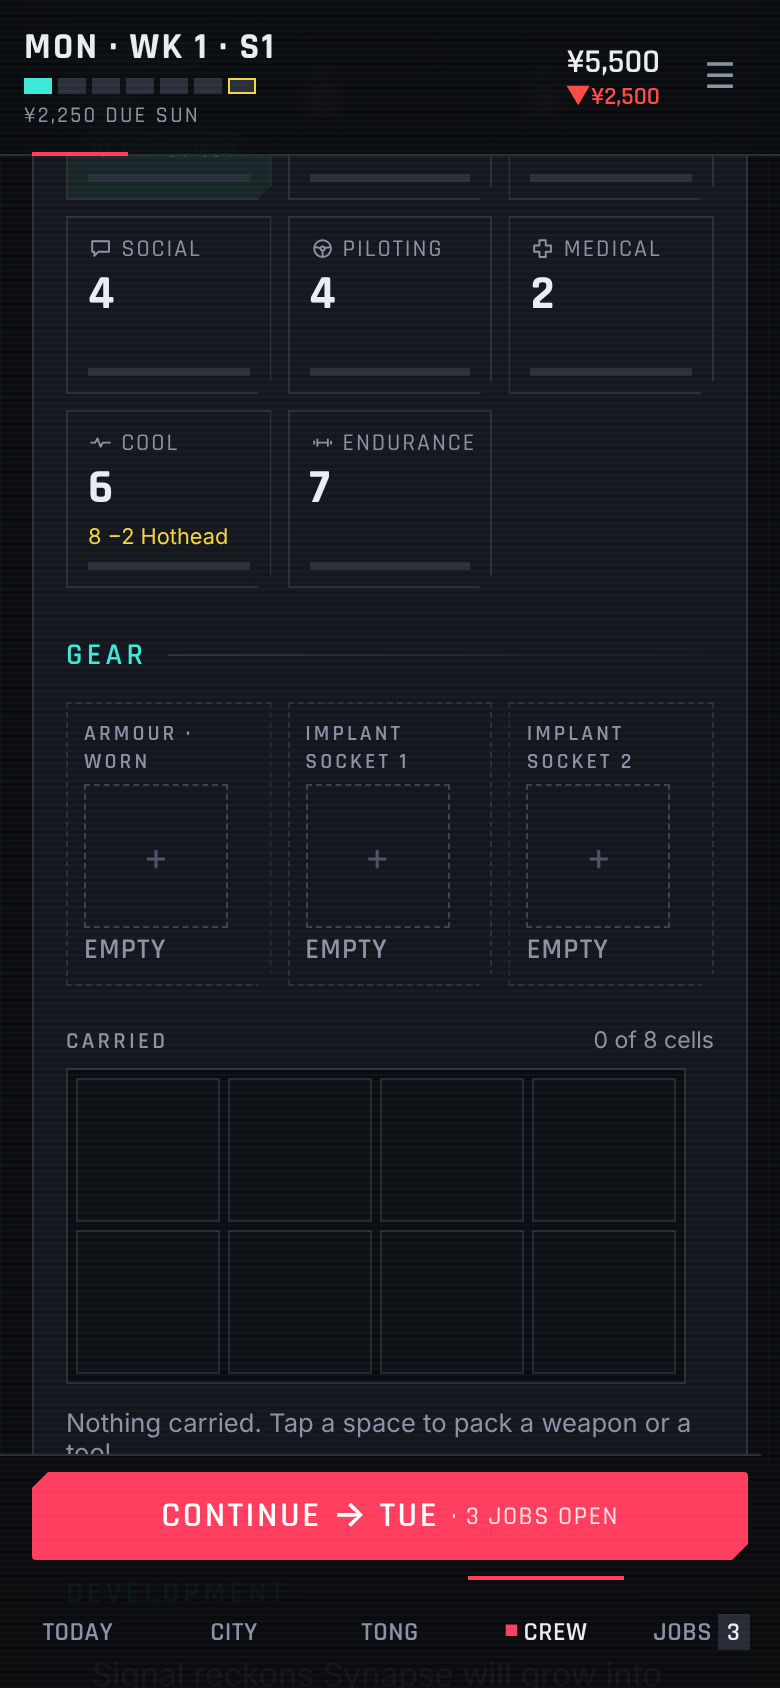 MON · WK 1 · S1
¥5,500
▼¥2,500
¥2,250 DUE SUN
SOCIAL
PILOTING
MEDICAL
4
4
2
COOL
ENDURANCE
6
7
8 −2 Hothead
GEAR
ARMOUR ·
WORN
IMPLANT
SOCKET 1
IMPLANT
SOCKET 2
+
+
+
EMPTY
EMPTY
EMPTY
CARRIED
0 of 8 cells
Nothing carried. Tap a space to pack a weapon or a
tool
CONTINUE → TUE · 3 JOBS OPEN
DEVELOPMENT
TODAY
CITY
TONG
CREW
JOBS 3
Signal reckons Synapse will grow into